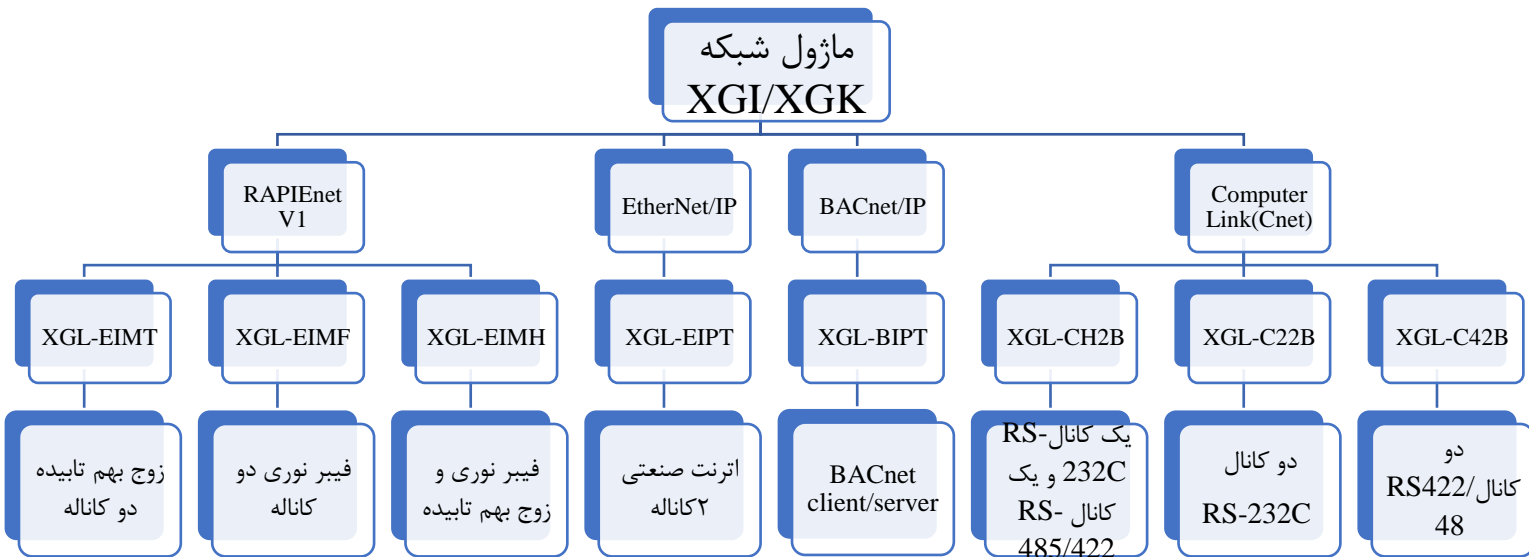 ماژول شبکه
XGI/XGK
RAPIEnet
V1
EtherNet/IP
BACnet/IP
Computer
Link(Cnet)
XGL-EIMT
XGL-EIMF
XGL-EIMH
XGL-EIPT
XGL-BIPT
XGL-CH2B
XGL-C22B
XGL-C42B
زوج بهم تابیده
دو کاناله
فیبر نوری دو
کاناله
فیبر نوری و
زوج بهم تابیده
اترنت صنعتی
۲کاناله
BACnet
client/server
یک کانال RS-
232C و یک
کانال RS-
485/422
دو کانال
RS-232C
دو
کانال RS422/
48